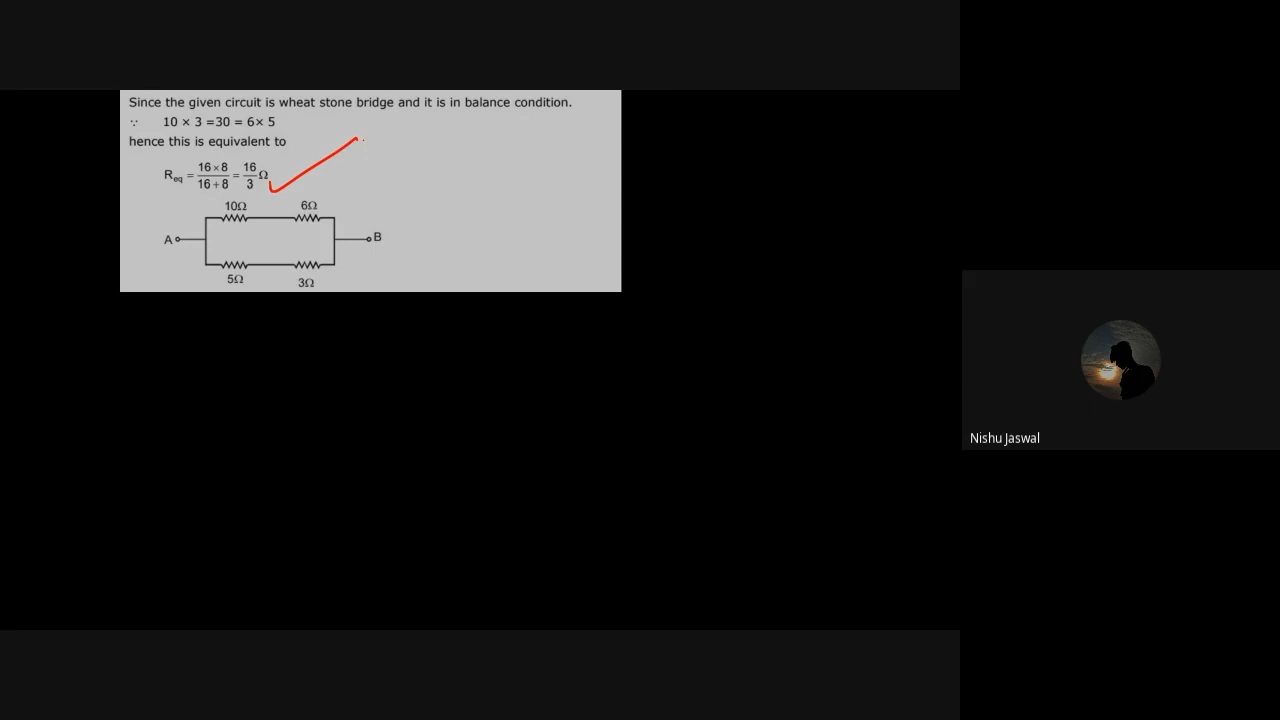 Since the given circuit is wheat stone bridge and it is in balance condition.
∵ 10 × 3 =30 = 6× 5
hence this is equivalent to
R_eq = (16×8)/(16+8) = 16/3 Ω
10Ω 6Ω
A B
5Ω 3Ω
Nishu Jaswal